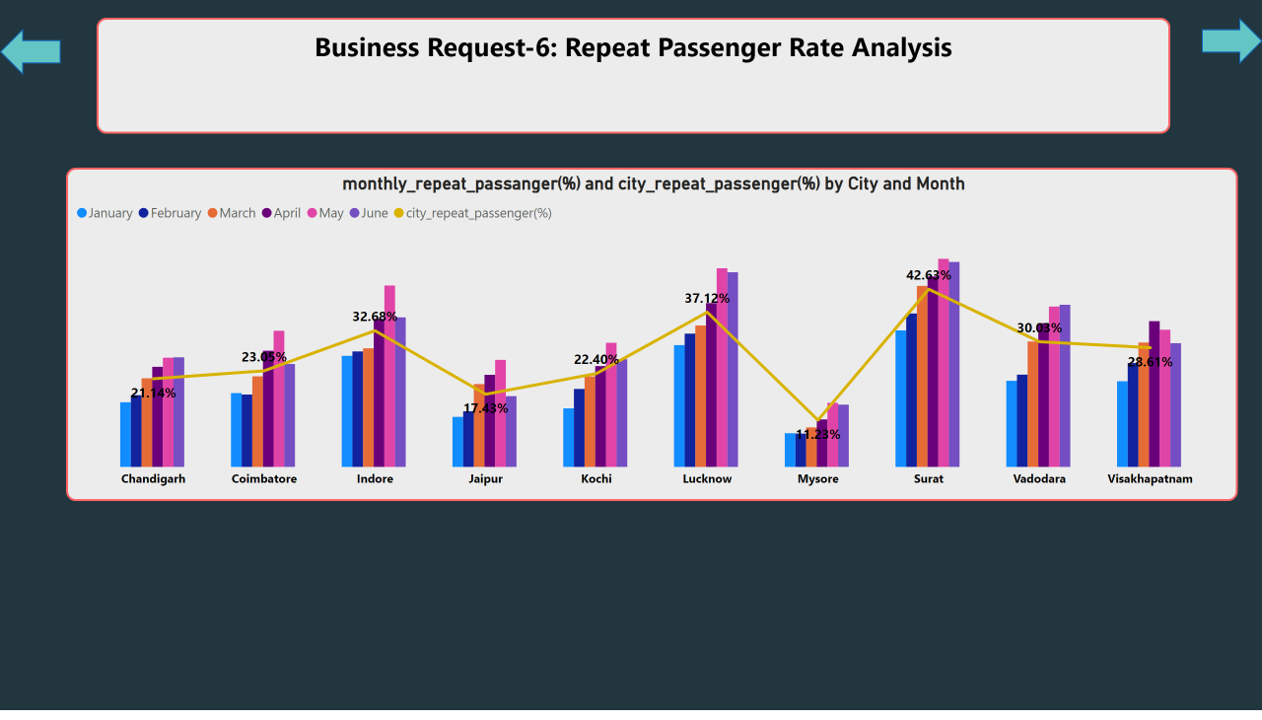 Business Request-6: Repeat Passenger Rate Analysis
monthly_repeat_passanger(%) and city_repeat_passenger(%) by City and Month
January February March April May June city_repeat_passenger(%)
21.14% 23.05% 32.68% 17.43% 22.40% 37.12% 11.23% 42.63% 30.03% 28.61%
Chandigarh Coimbatore Indore Jaipur Kochi Lucknow Mysore Surat Vadodara Visakhapatnam